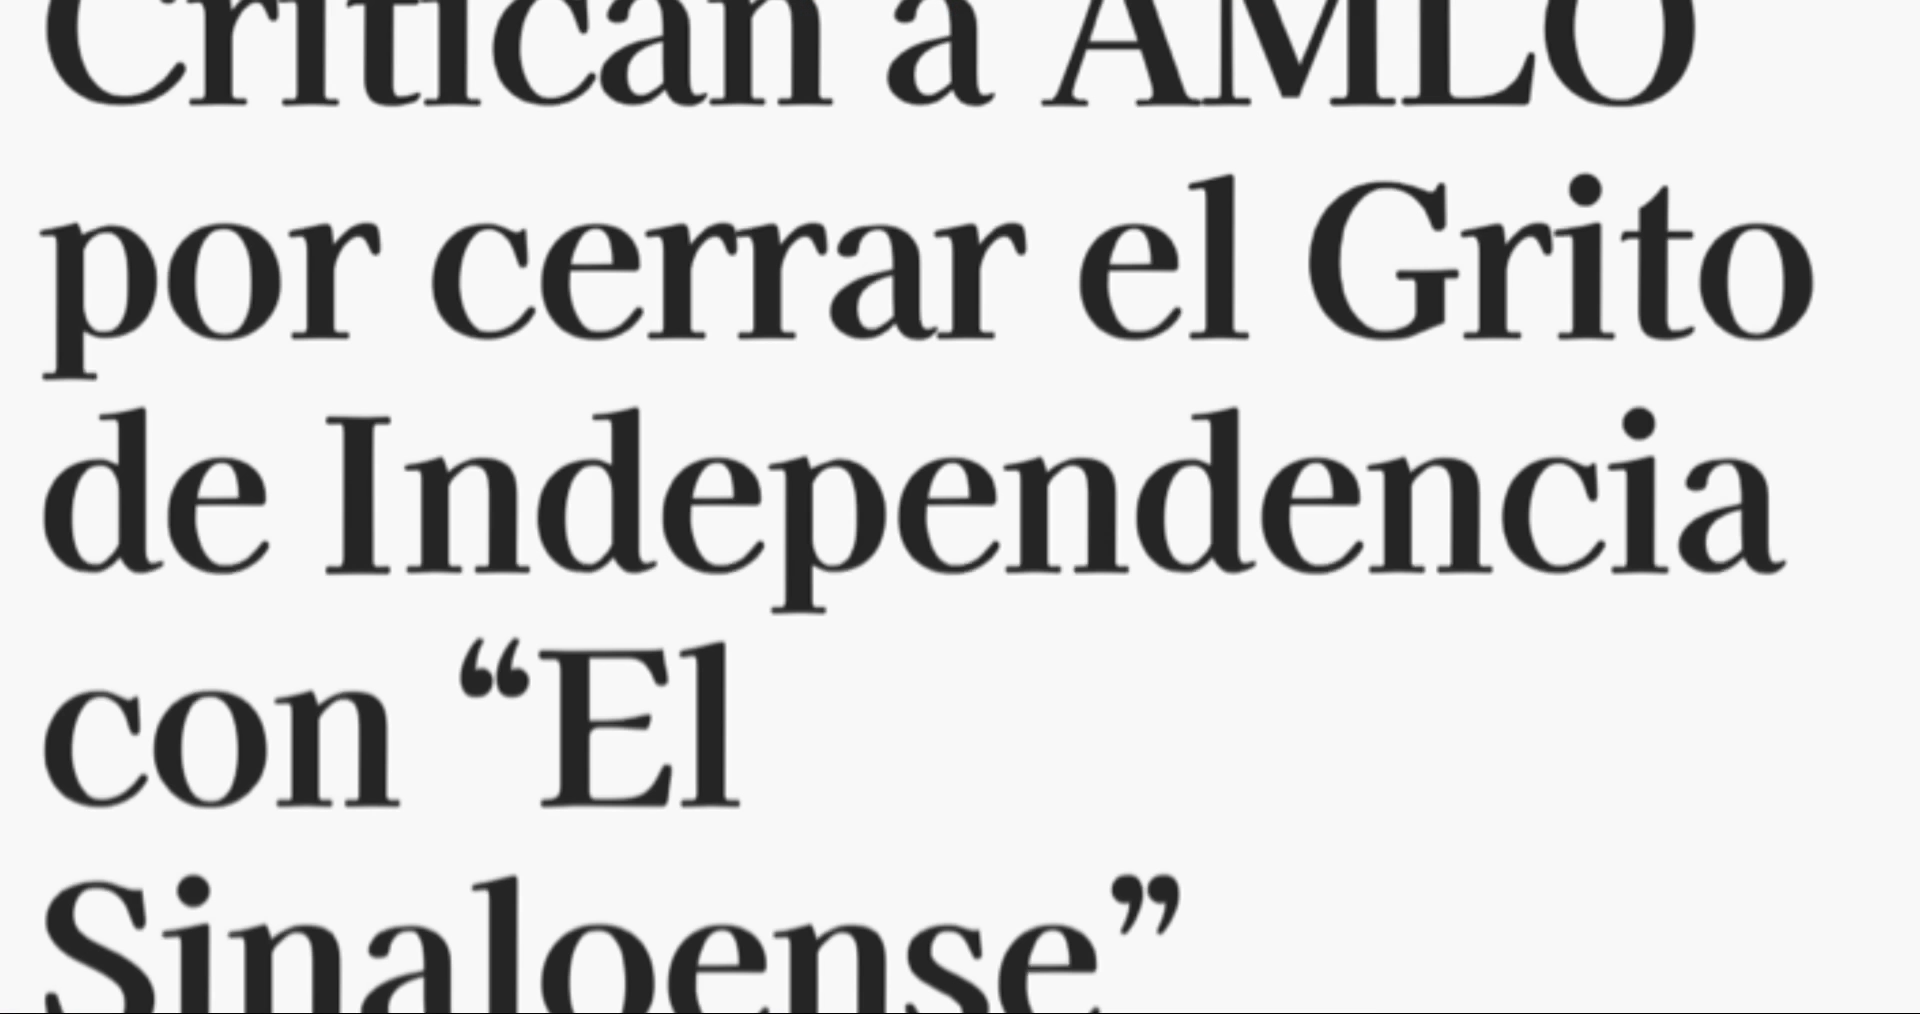 Critican a AMLO
por cerrar el Grito
de Independencia
con “El
Sinaloense”